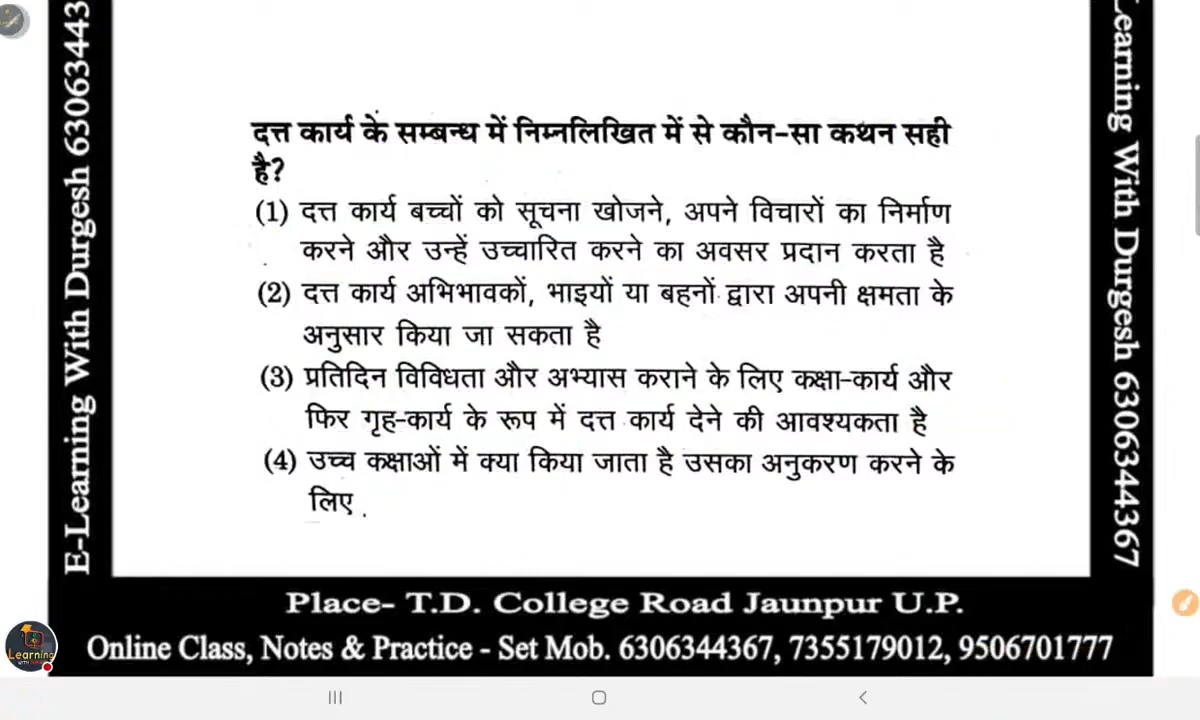 दत्त कार्य के सम्बन्ध में निम्नलिखित में से कौन-सा कथन सही
है?
(1) दत्त कार्य बच्चों को सूचना खोजने, अपने विचारों का निर्माण
करने और उन्हें उच्चारित करने का अवसर प्रदान करता है
(2) दत्त कार्य अभिभावकों, भाइयों या बहनों द्वारा अपनी क्षमता के
अनुसार किया जा सकता है
(3) प्रतिदिन विविधता और अभ्यास कराने के लिए कक्षा-कार्य और
फिर गृह-कार्य के रूप में दत्त कार्य देने की आवश्यकता है
(4) उच्च कक्षाओं में क्या किया जाता है उसका अनुकरण करने के
लिए.
E-Learning With Durgesh 63063443
Learning With Durgesh 6306344367
Place- T.D. College Road Jaunpur U.P.
Online Class, Notes & Practice - Set Mob. 6306344367, 7355179012, 9506701777
Learning